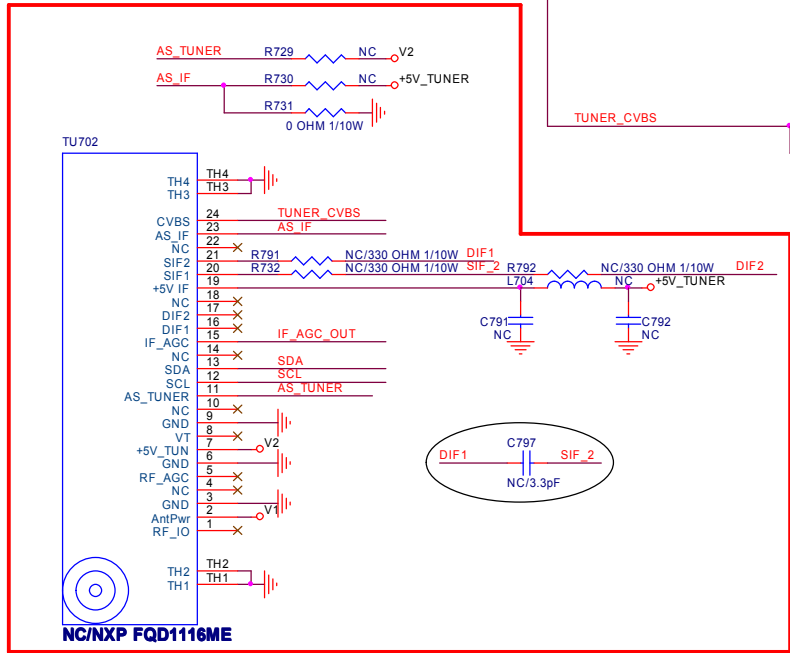 AS_TUNER R729 NC V2
AS_IF R730 NC +5V_TUNER
R731
0 OHM 1/10W
TUNER_CVBS
TU702
TH4 TH4
TH3 TH3
CVBS 24 TUNER_CVBS
AS_IF 23 AS_IF
NC 22
SIF2 21 R791 NC/330 OHM 1/10W DIF1
SIF1 20 R732 NC/330 OHM 1/10W SIF_2 R792 NC/330 OHM 1/10W DIF2
+5V IF 19 L704 NC +5V_TUNER
NC 18
DIF2 17
DIF1 16
C791 NC
C792 NC
IF_AGC 15 IF_AGC_OUT
NC 14
SDA 13 SDA
SCL 12 SCL
AS_TUNER 11 AS_TUNER
NC 10
GND 9
VT 8
+5V_TUN 7 V2
GND 6
RF_AGC 5
NC 4
GND 3
AntPwr 2 V1
RF_IO 1
C797
DIF1 SIF_2
NC/3.3pF
TH2 TH2
TH1 TH1
NC/NXP FQD1116ME